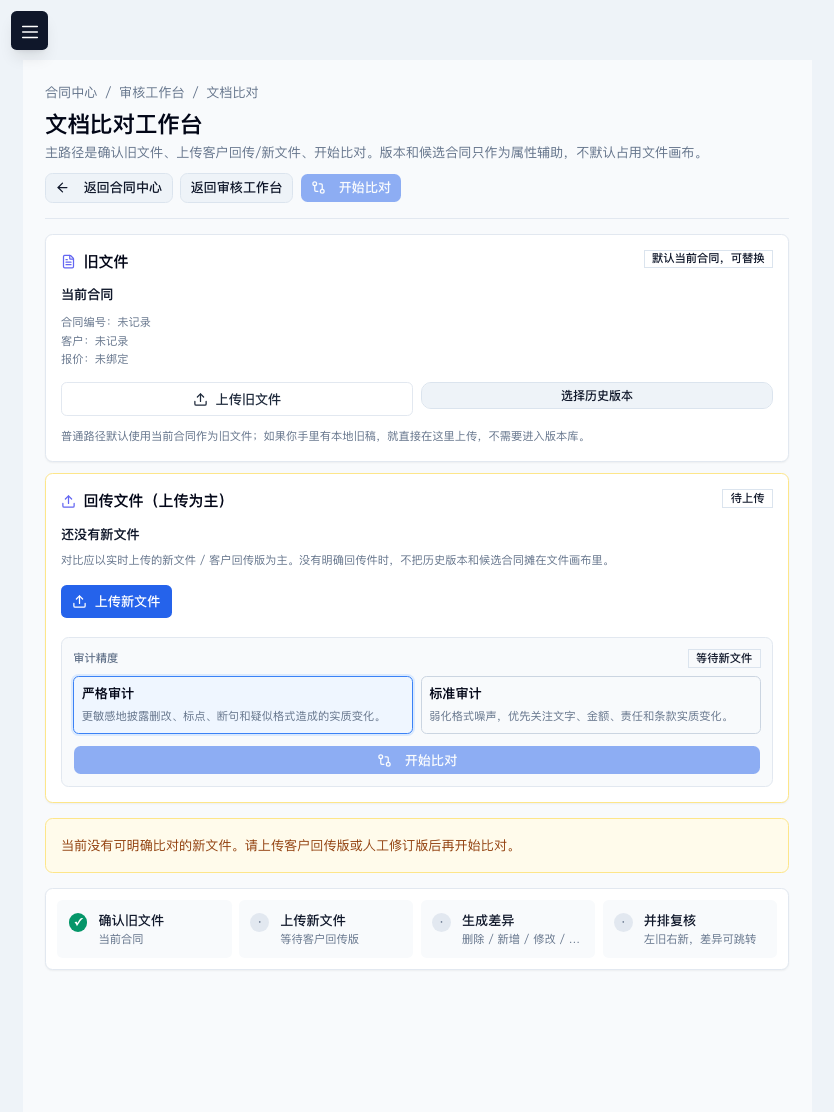 合同中心 / 审核工作台 / 文档比对
文档比对工作台
主路径是确认旧文件、上传客户回传/新文件、开始比对。版本和候选合同只作为属性辅助，不默认占用文件画布。
返回合同中心 返回审核工作台 开始比对
旧文件 默认当前合同，可替换
当前合同
合同编号：未记录
客户：未记录
报价：未绑定
上传旧文件 选择历史版本
普通路径默认使用当前合同作为旧文件；如果你手里有本地旧稿，就直接在这里上传，不需要进入版本库。
回传文件（上传为主） 待上传
还没有新文件
对比应以实时上传的新文件 / 客户回传版为主。没有明确回传件时，不把历史版本和候选合同摊在文件画布里。
上传新文件
审计精度 等待新文件
严格审计 标准审计
更敏感地披露删改、标点、断句和疑似格式造成的实质变化。 弱化格式噪声，优先关注文字、金额、责任和条款实质变化。
开始比对
当前没有可明确比对的新文件。请上传客户回传版或人工修订版后再开始比对。
确认旧文件 上传新文件 生成差异 并排复核
当前合同 等待客户回传版 删除 / 新增 / 修改 / ... 左旧右新，差异可跳转